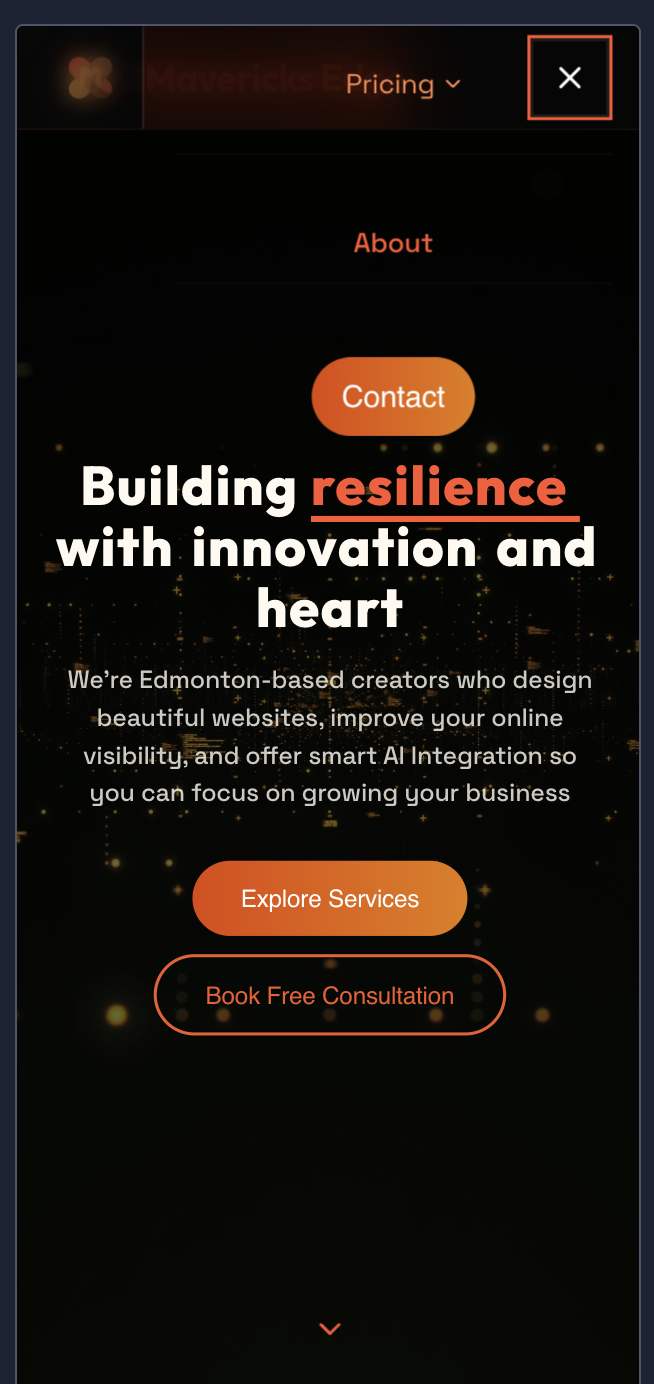 Mavericks Ed
Pricing
About
Contact
Building resilience
with innovation and
heart
We're Edmonton-based creators who design
beautiful websites, improve your online
visibility, and offer smart AI Integration so
you can focus on growing your business
Explore Services
Book Free Consultation